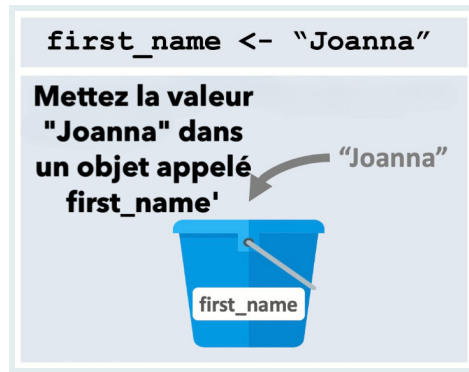 first_name <- “Joanna”
Mettez la valeur
"Joanna" dans
un objet appelé
first_name'
“Joanna”
first_name